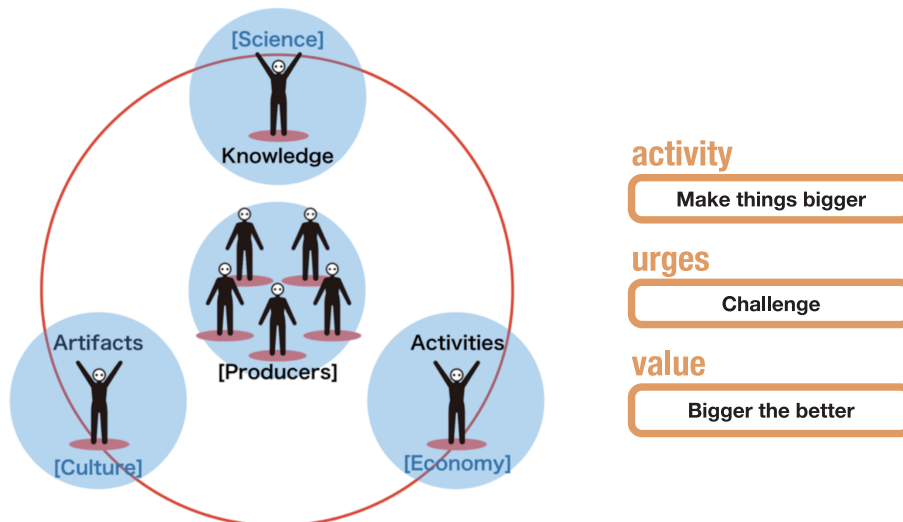 [Science]
Knowledge
Artifacts
[Culture]
[Producers]
Activities
[Economy]
activity
Make things bigger
urges
Challenge
value
Bigger the better